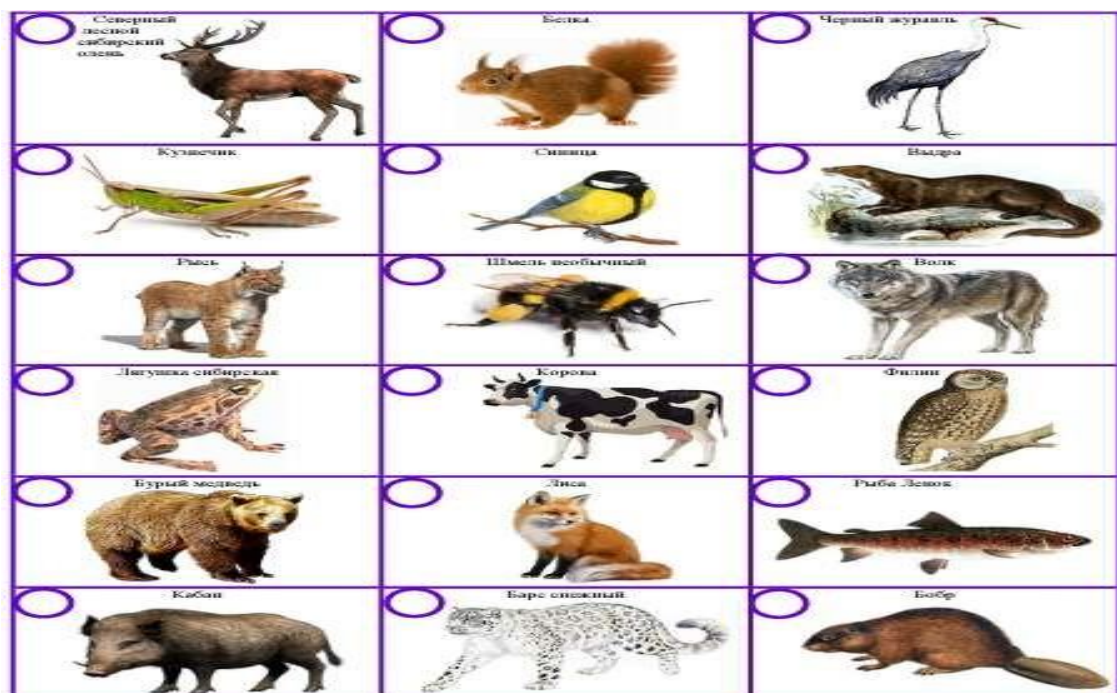 Северный
лесной
сибирский
олень
Белка
Черный журавль
Кузнечик
Синица
Выдра
Рысь
Шмель необычный
Волк
Лягушка сибирская
Корова
Филин
Бурый медведь
Лиса
Рыба Ленок
Кабан
Барс снежный
Бобр